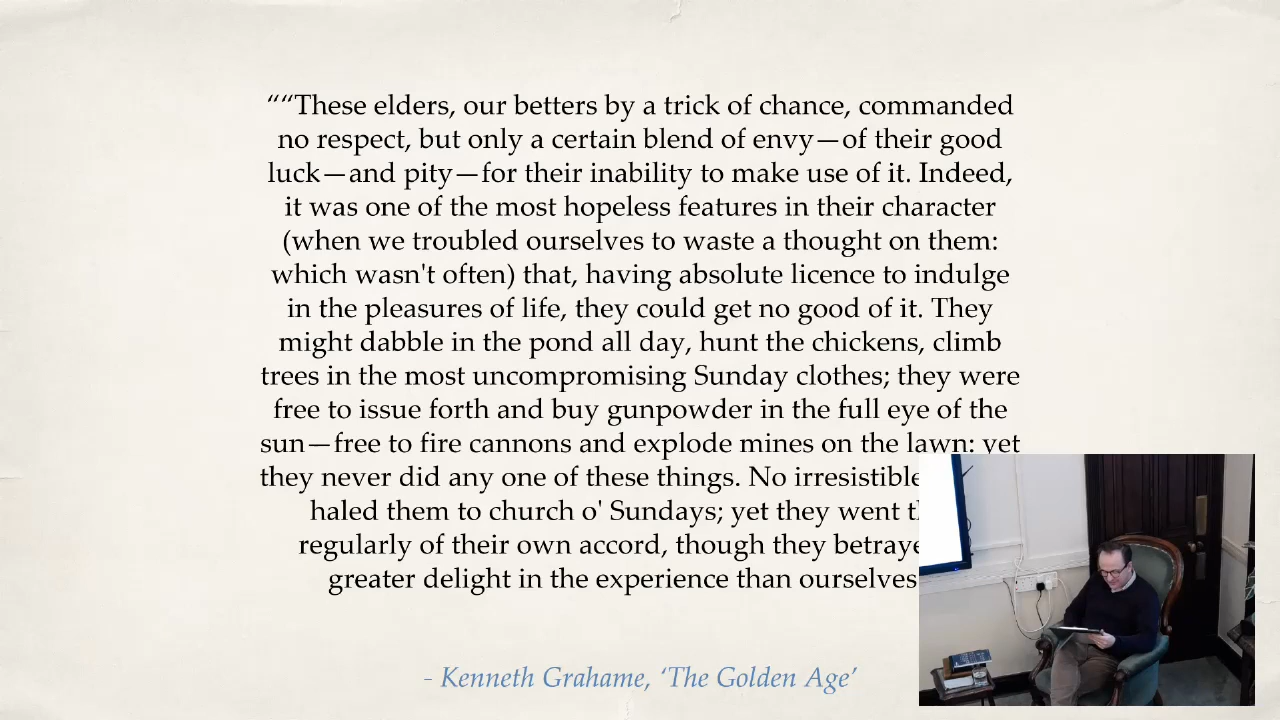 ““These elders, our betters by a trick of chance, commanded
no respect, but only a certain blend of envy—of their good
luck—and pity—for their inability to make use of it. Indeed,
it was one of the most hopeless features in their character
(when we troubled ourselves to waste a thought on them:
which wasn't often) that, having absolute licence to indulge
in the pleasures of life, they could get no good of it. They
might dabble in the pond all day, hunt the chickens, climb
trees in the most uncompromising Sunday clothes; they were
free to issue forth and buy gunpowder in the full eye of the
sun—free to fire cannons and explode mines on the lawn: yet
they never did any one of these things. No irresistible
haled them to church o' Sundays; yet they went
regularly of their own accord, though they
greater delight in the experience than ourselves
- Kenneth Grahame, ‘The Golden Age’